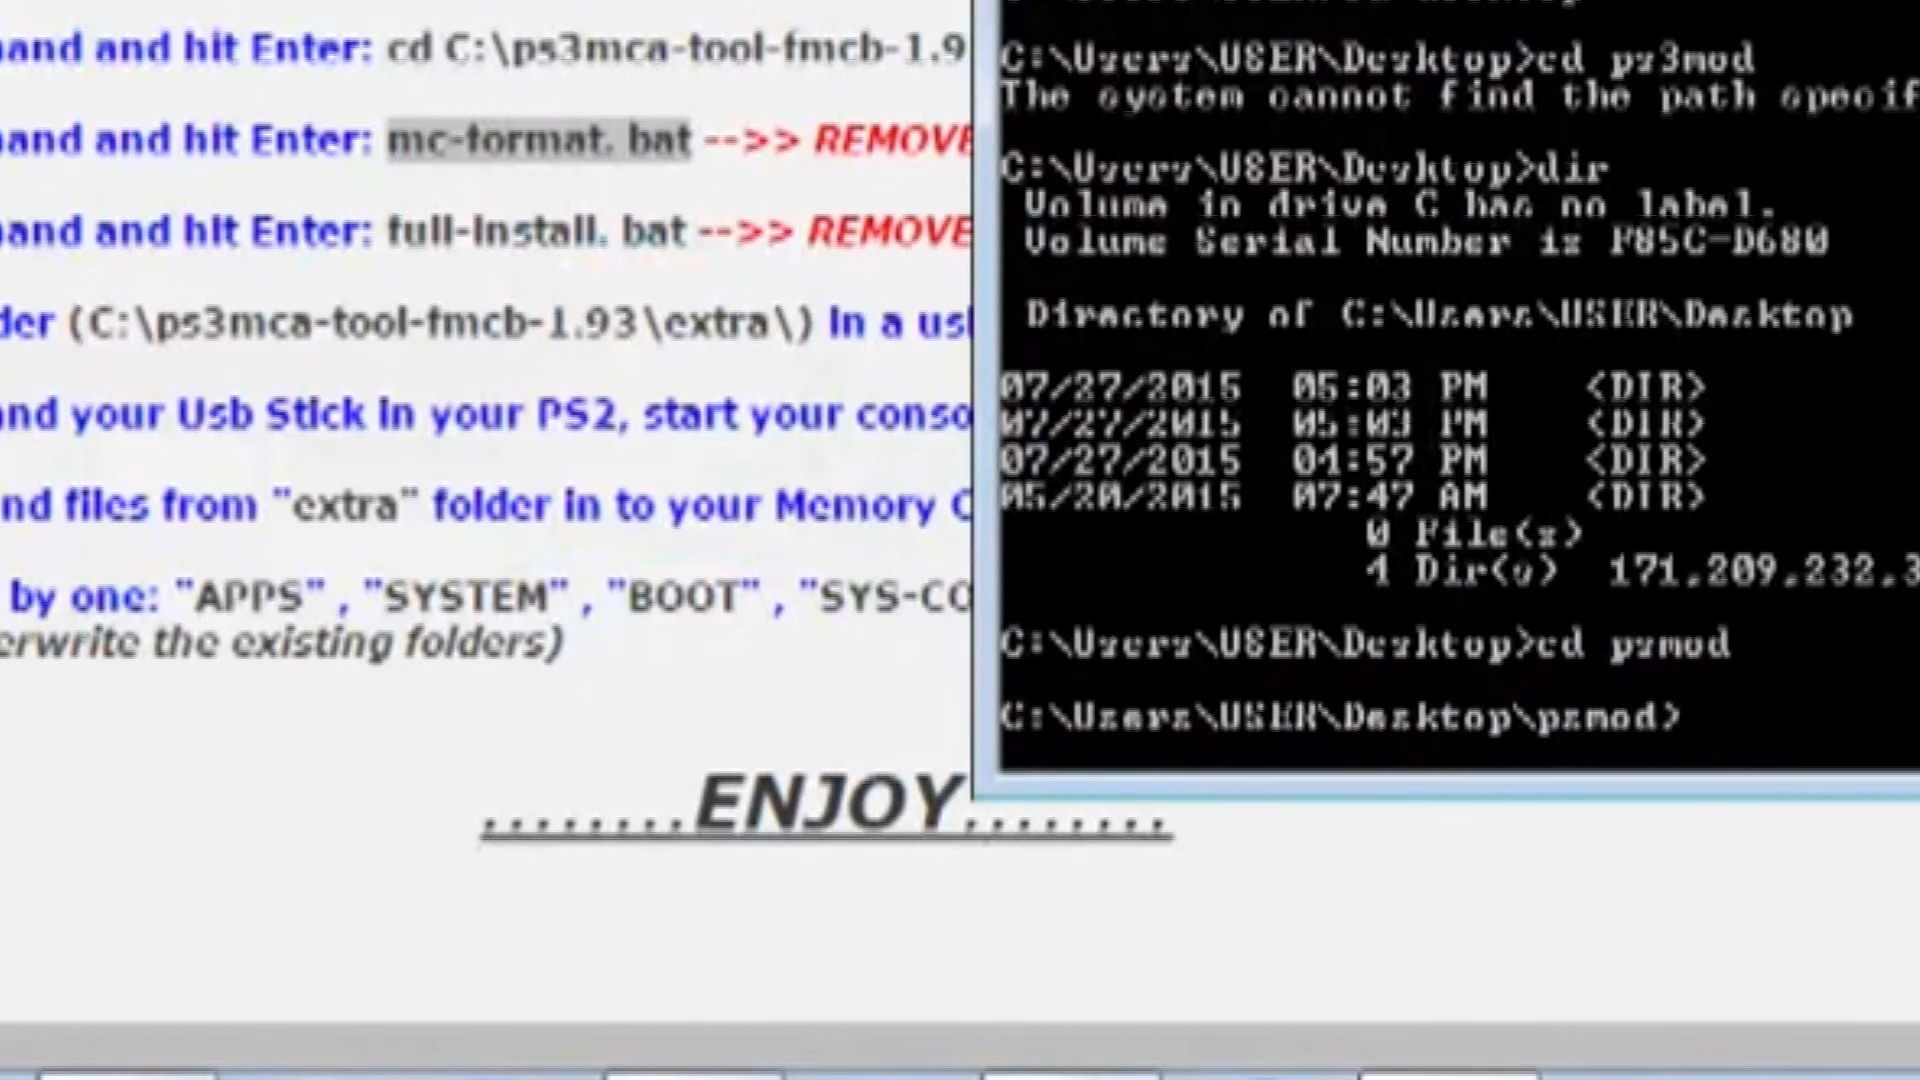 and and hit Enter: cd C:\ps3mca-tool-fmcb-1.9
and and hit Enter: mc-format. bat -->> REMOVE
and and hit Enter: full-install. bat -->> REMOVE
der (C:\ps3mca-tool-fmcb-1.93\extra\) in a usb
and your Usb Stick in your PS2, start your conso
nd files from "extra" folder in to your Memory C
by one: "APPS" , "SYSTEM" , "BOOT" , "SYS-CO
erwrite the existing folders)
........ENJOY........
C:\Users\USER\Desktop>cd ps3mod
The system cannot find the path specif
C:\Users\USER\Desktop>dir
Volume in drive C has no label.
Volume Serial Number is F85C-D680
Directory of C:\Users\USER\Desktop
07/27/2015 05:03 PM <DIR>
07/27/2015 05:03 PM <DIR>
07/27/2015 04:57 PM <DIR>
05/20/2015 07:47 AM <DIR>
0 File(s)
4 Dir(s) 171,209,232,3
C:\Users\USER\Desktop>cd psmod
C:\Users\USER\Desktop\psmod>